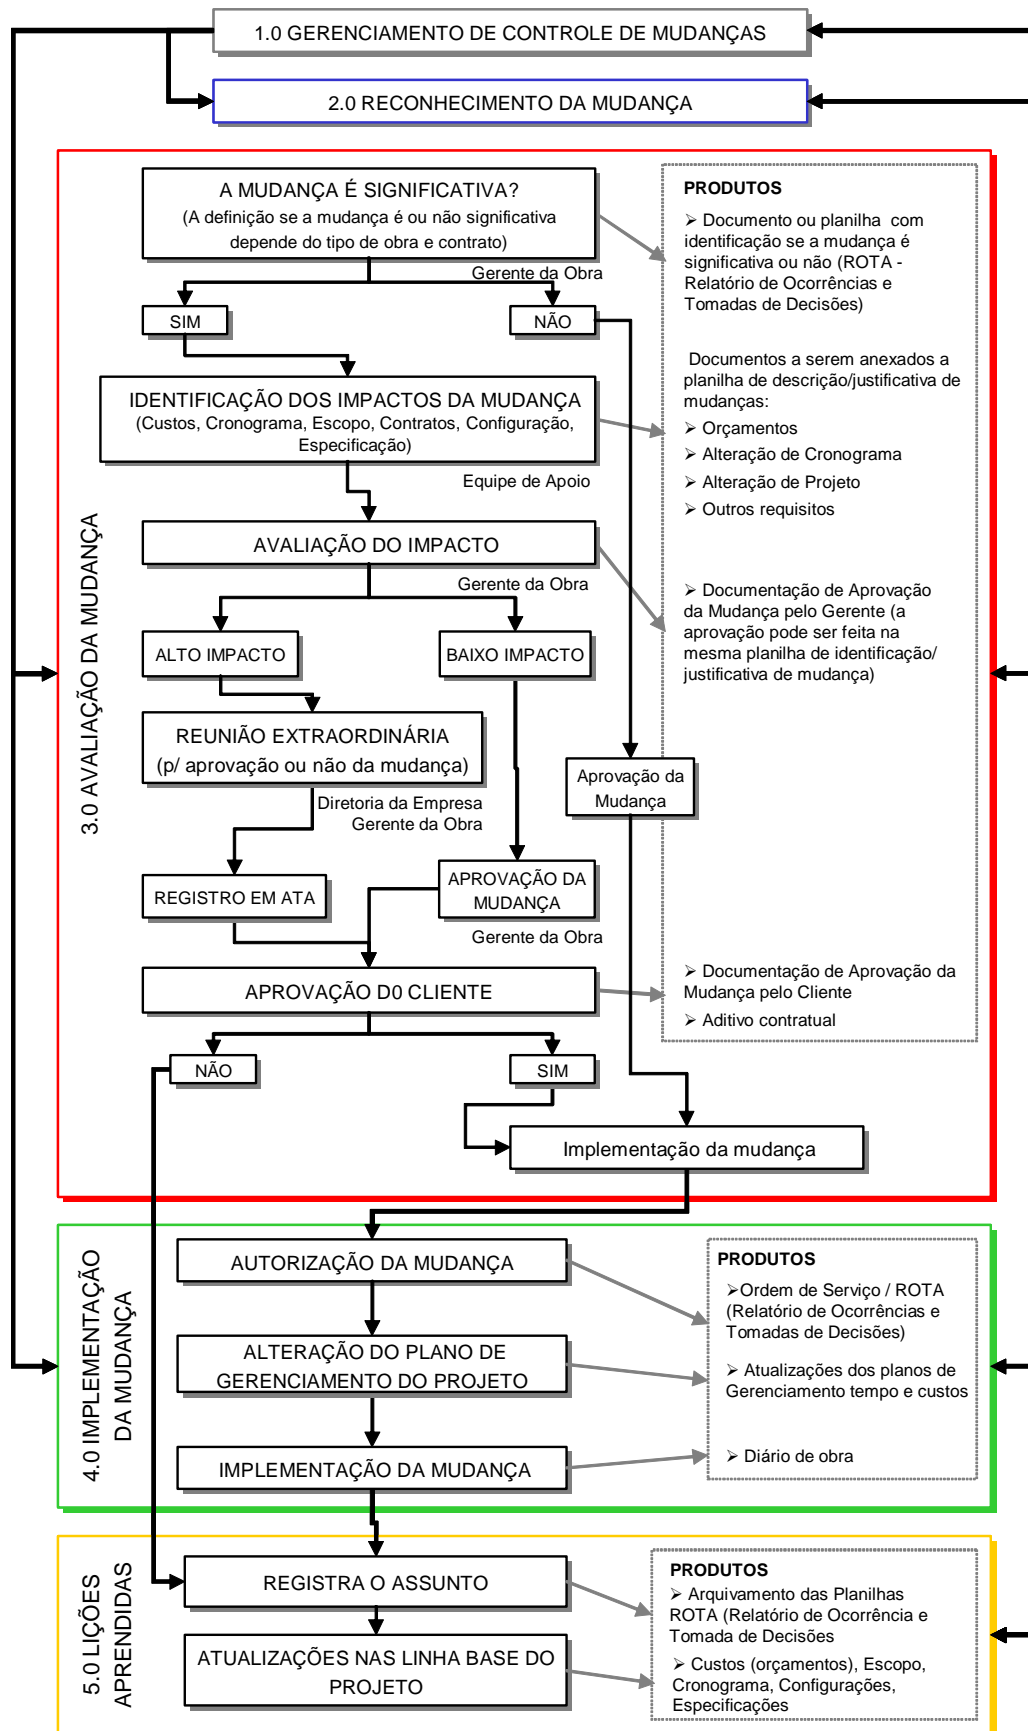 1.0 GERENCIAMENTO DE CONTROLE DE MUDANÇAS
2.0 RECONHECIMENTO DA MUDANÇA
3.0 AVALIAÇÃO DA MUDANÇA
A MUDANÇA É SIGNIFICATIVA?
(A definição se a mudança é ou não significativa
depende do tipo de obra e contrato)
Gerente da Obra
SIM
NÃO
IDENTIFICAÇÃO DOS IMPACTOS DA MUDANÇA
(Custos, Cronograma, Escopo, Contratos, Configuração,
Especificação)
Equipe de Apoio
AVALIAÇÃO DO IMPACTO
Gerente da Obra
ALTO IMPACTO
BAIXO IMPACTO
REUNIÃO EXTRAORDINÁRIA
(p/ aprovação ou não da mudança)
Diretoria da Empresa
Gerente da Obra
Aprovação da
Mudança
REGISTRO EM ATA
APROVAÇÃO DA
MUDANÇA
Gerente da Obra
APROVAÇÃO D0 CLIENTE
NÃO
SIM
Implementação da mudança
PRODUTOS
➢ Documento ou planilha com
identificação se a mudança é
significativa ou não (ROTA -
Relatório de Ocorrências e
Tomadas de Decisões)
Documentos a serem anexados a
planilha de descrição/justificativa de
mudanças:
➢ Orçamentos
➢ Alteração de Cronograma
➢ Alteração de Projeto
➢ Outros requisitos
➢ Documentação de Aprovação
da Mudança pelo Gerente (a
aprovação pode ser feita na
mesma planilha de identificação/
justificativa de mudança)
➢ Documentação de Aprovação da
Mudança pelo Cliente
➢ Aditivo contratual
4.0 IMPLEMENTAÇÃO
DA MUDANÇA
AUTORIZAÇÃO DA MUDANÇA
ALTERAÇÃO DO PLANO DE
GERENCIAMENTO DO PROJETO
IMPLEMENTAÇÃO DA MUDANÇA
PRODUTOS
➢Ordem de Serviço / ROTA
(Relatório de Ocorrências e
Tomadas de Decisões)
➢ Atualizações dos planos de
Gerenciamento tempo e custos
➢ Diário de obra
5.0 LIÇÕES
APRENDIDAS
REGISTRA O ASSUNTO
ATUALIZAÇÕES NAS LINHA BASE DO
PROJETO
PRODUTOS
➢ Arquivamento das Planilhas
ROTA (Relatório de Ocorrência e
Tomada de Decisões
➢ Custos (orçamentos), Escopo,
Cronograma, Configurações,
Especificações